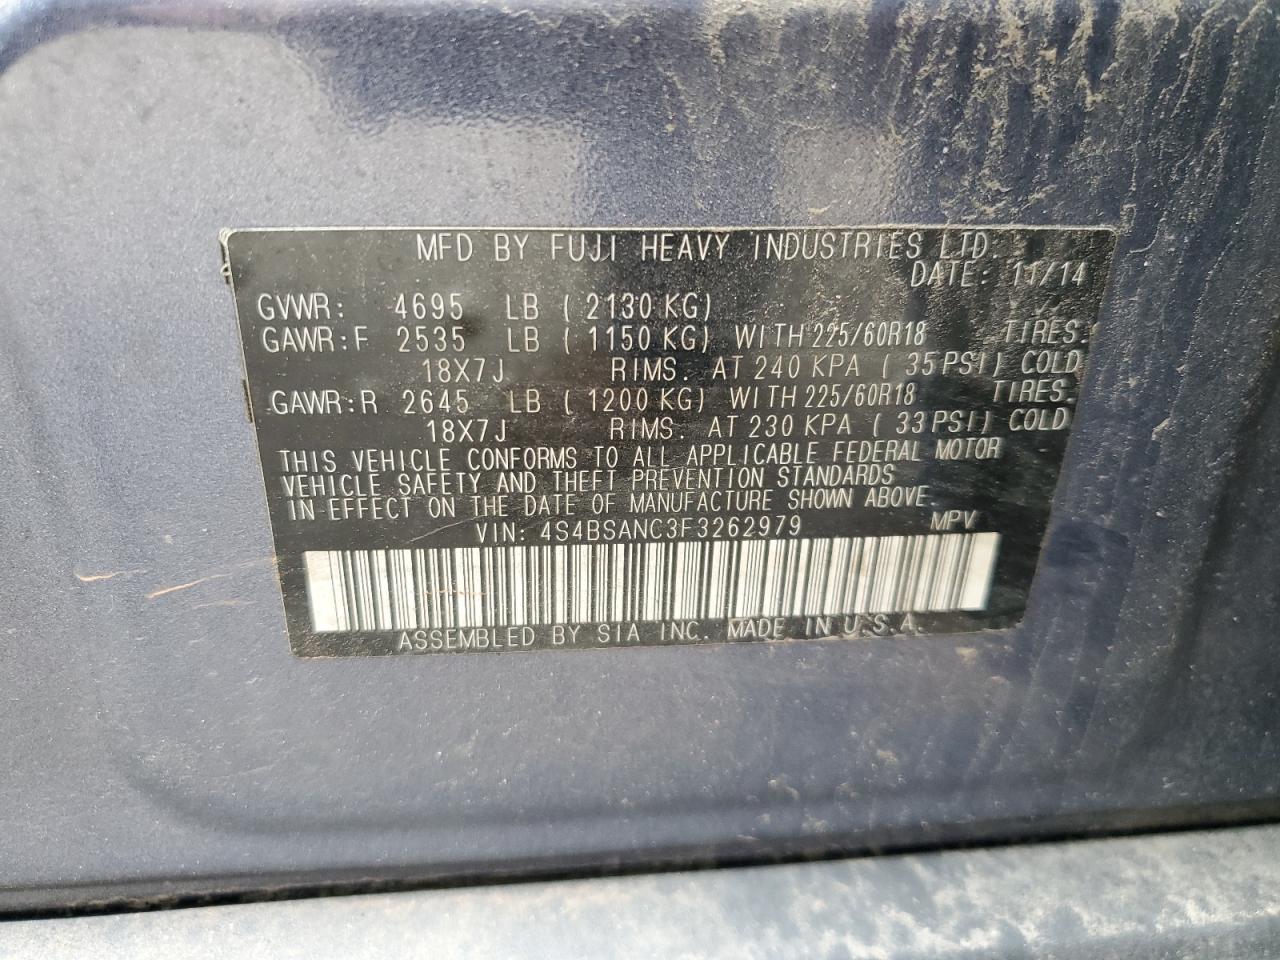 MFD BY FUJI HEAVY INDUSTRIES LTD.
DATE: 11/14
GVWR: 4695 LB ( 2130 KG)
GAWR:F 2535 LB ( 1150 KG) WITH 225/60R18 TIRES.
18X7J RIMS. AT 240 KPA ( 35 PSI) COLD
GAWR:R 2645 LB ( 1200 KG) WITH 225/60R18 TIRES.
18X7J RIMS. AT 230 KPA ( 33 PSI) COLD
THIS VEHICLE CONFORMS TO ALL APPLICABLE FEDERAL MOTOR
VEHICLE SAFETY AND THEFT PREVENTION STANDARDS
IN EFFECT ON THE DATE OF MANUFACTURE SHOWN ABOVE.
VIN: 4S4BSANC3F3262979 MPV
ASSEMBLED BY SIA INC. MADE IN U.S.A.